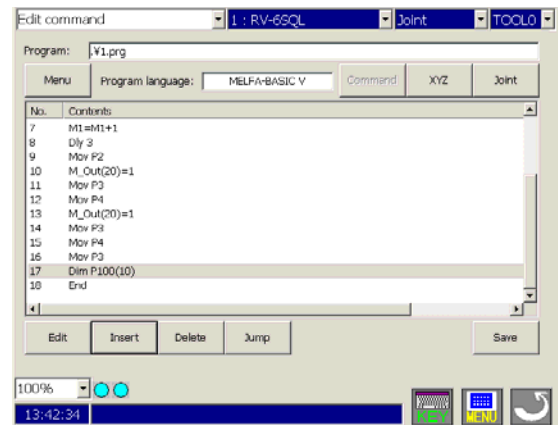 Edit command 1 : RV-6SQL Joint TOOL0
Program: .¥1.prg
Menu Program language: MELFA-BASIC V Command XYZ Joint
No. Contents
7 M1=M1+1
8 Dly 3
9 Mov P2
10 M_Out(20)=1
11 Mov P3
12 Mov P4
13 M_Out(20)=1
14 Mov P3
15 Mov P4
16 Mov P3
17 Dim P100(10)
18 End
Edit Insert Delete Jump Save
100%
13:42:34 KEY MENU